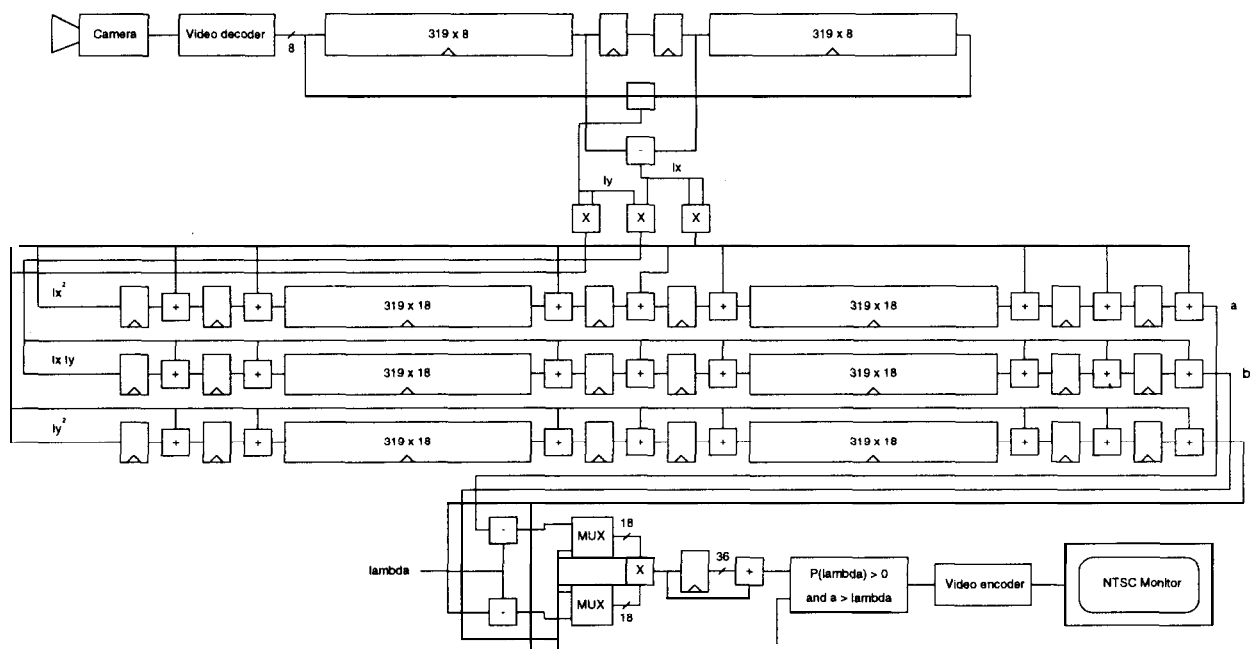 Camera
Video decoder
8
319 x 8
319 x 8
-
Ix
Iy
X
X
X
Ix²
+
+
319 x 18
+
+
+
319 x 18
+
+
+
a
Ix Iy
+
+
319 x 18
+
+
+
319 x 18
+
+
+
b
Iy²
+
+
319 x 18
+
+
+
319 x 18
+
+
+
lambda
-
-
MUX
18
MUX
18
X
36
+
P(lambda) > 0
and a > lambda
Video encoder
NTSC Monitor